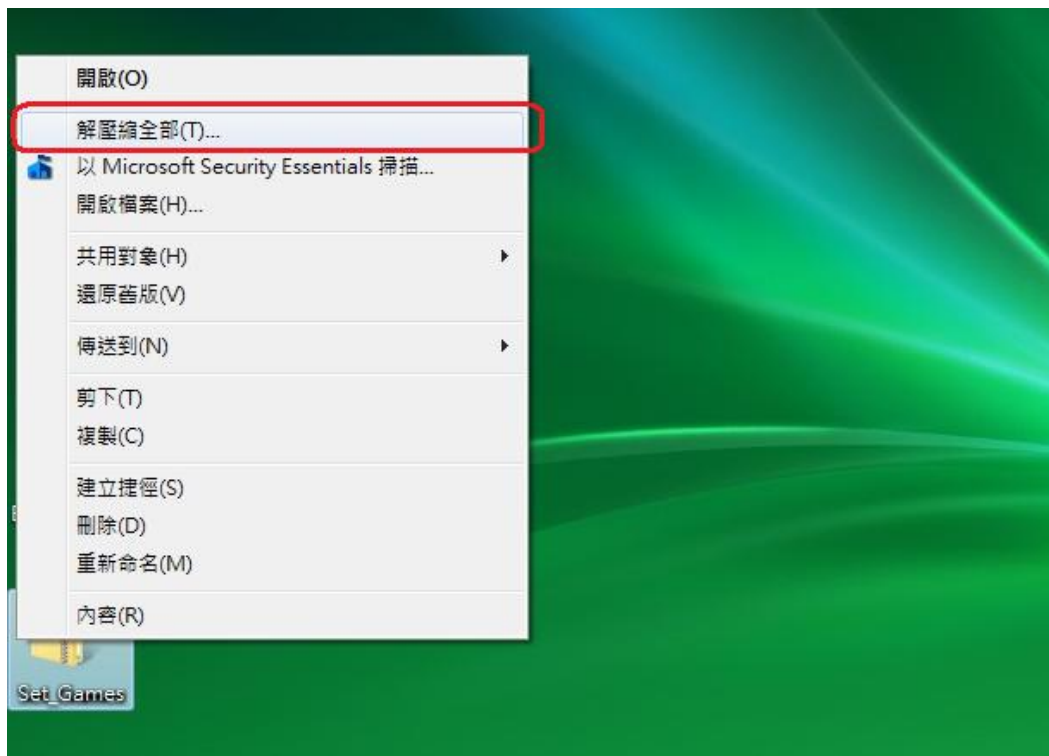 開啟(O)
解壓縮全部(T)...
以 Microsoft Security Essentials 掃描...
開啟檔案(H)...
共用對象(H)
還原舊版(V)
傳送到(N)
剪下(T)
複製(C)
建立捷徑(S)
刪除(D)
重新命名(M)
內容(R)
Set_Games